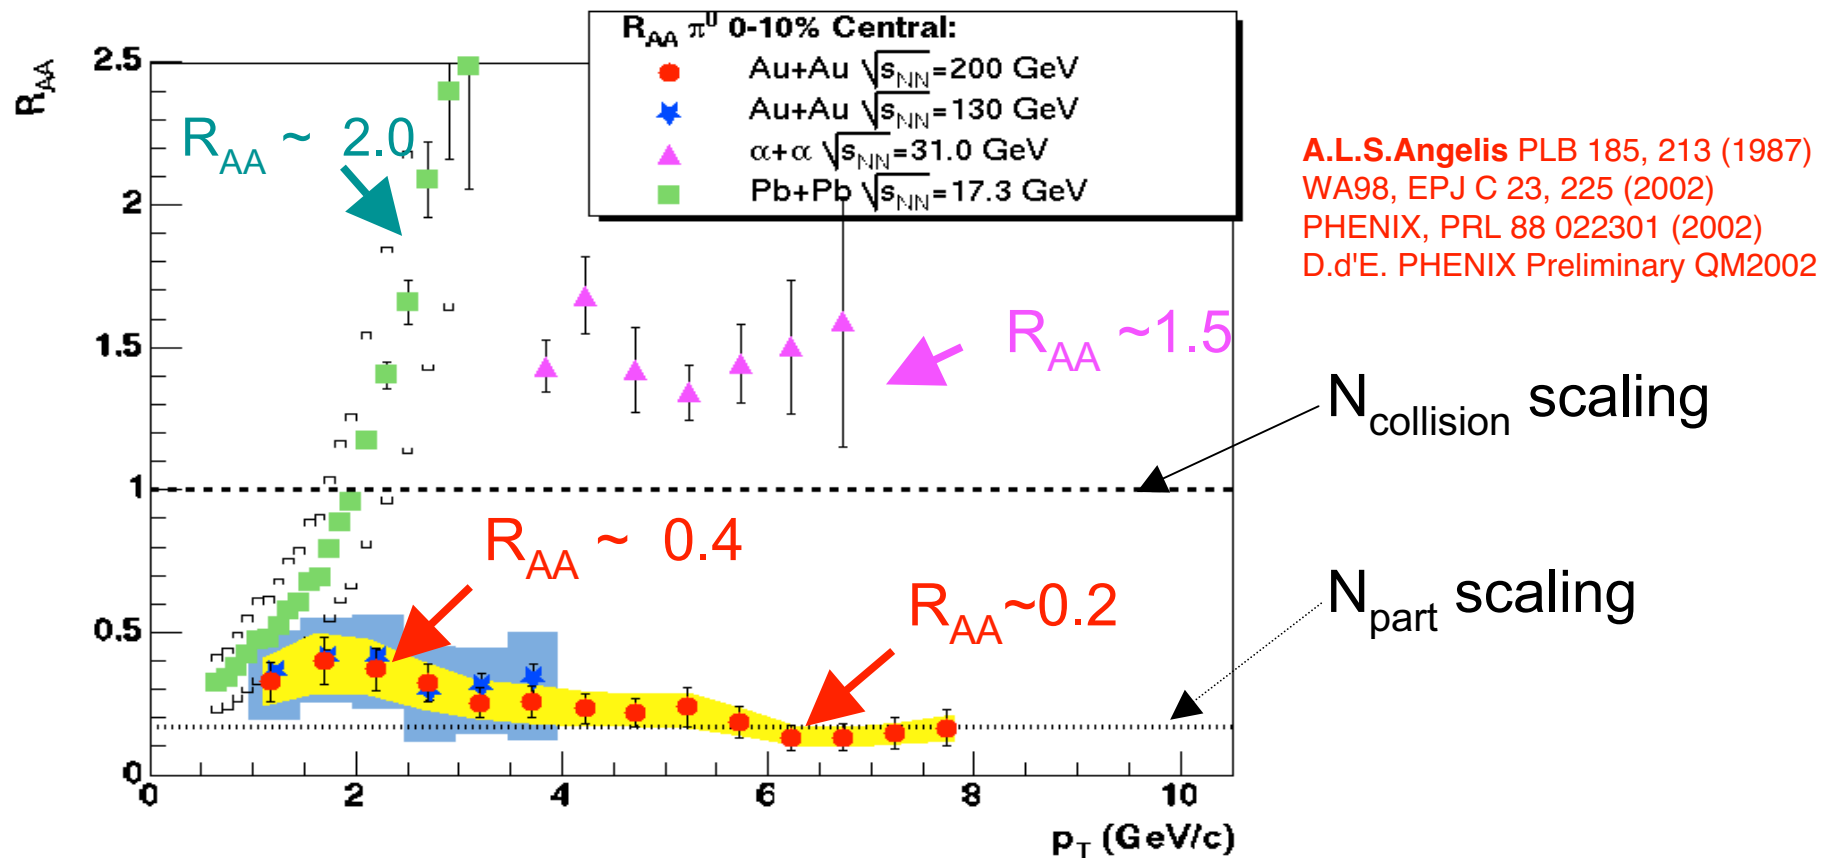 R_AA π⁰ 0-10% Central:
Au+Au √s_NN=200 GeV
Au+Au √s_NN=130 GeV
α+α √s_NN=31.0 GeV
Pb+Pb √s_NN=17.3 GeV
R_AA
2.5
2
1.5
1
0.5
0
R_AA ~ 2.0
R_AA ~1.5
R_AA ~ 0.4
R_AA~0.2
A.L.S.Angelis PLB 185, 213 (1987)
WA98, EPJ C 23, 225 (2002)
PHENIX, PRL 88 022301 (2002)
D.d'E. PHENIX Preliminary QM2002
N_collision scaling
N_part scaling
0 2 4 6 8 10
p_T (GeV/c)